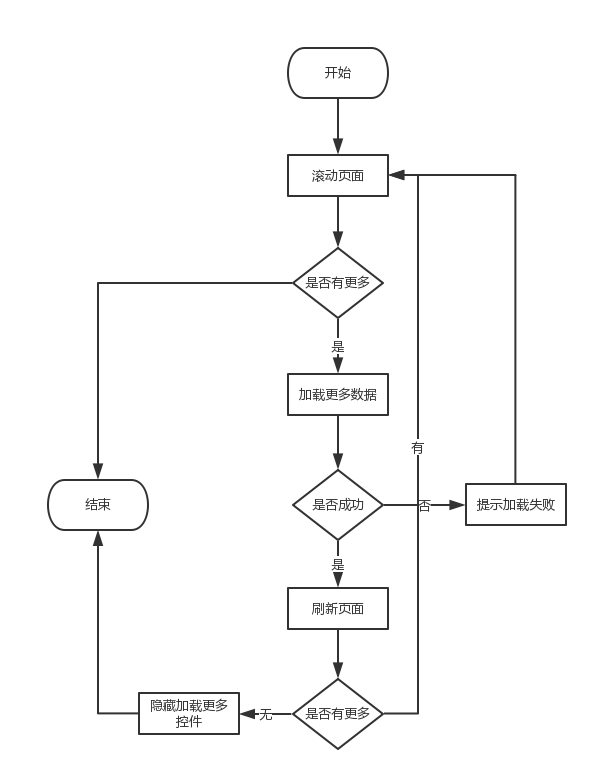 开始
滚动页面
是否有更多
是
加载更多数据
有
结束
是否成功
否
提示加载失败
是
刷新页面
隐藏加载更多
控件
无
是否有更多